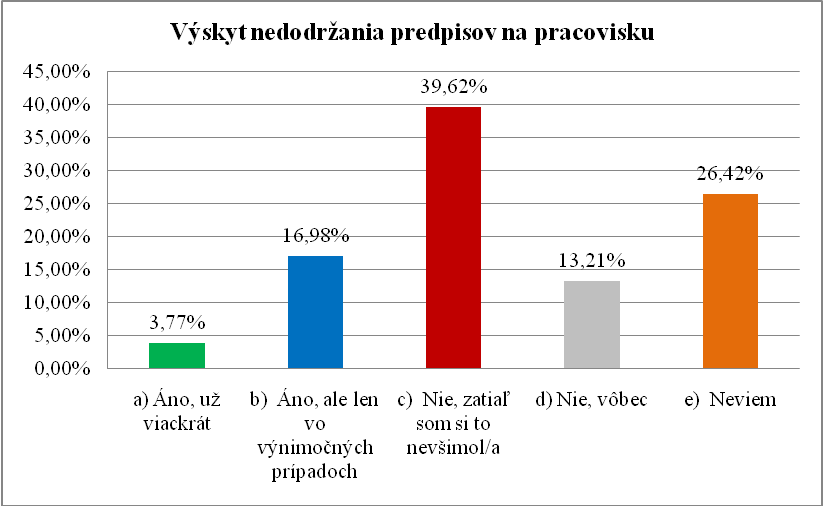 Výskyt nedodržania predpisov na pracovisku
45,00%
40,00%
35,00%
30,00%
25,00%
20,00%
15,00%
10,00%
5,00%
0,00%
3,77%
16,98%
39,62%
13,21%
26,42%
a) Áno, už
viackrát
b) Áno, ale len
vo
výnimočných
prípadoch
c) Nie, zatiaľ
som si to
nevšimol/a
d) Nie, vôbec
e) Neviem